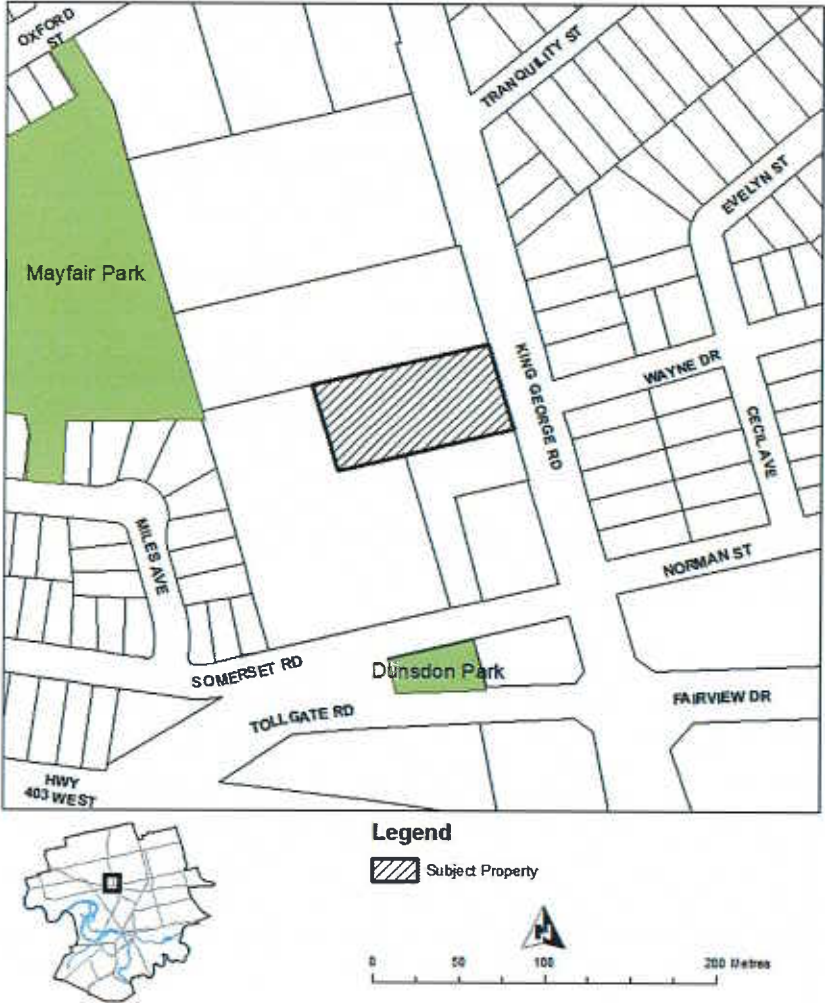 OXFORD
ST
TRANQUILITY ST
EVELYN ST
Mayfair Park
KING GEORGE RD
WAYNE DR
CECIL AVE
MILES AVE
NORMAN ST
SOMERSET RD
Dunsdon Park
FAIRVIEW DR
TOLLGATE RD
HWY
403 WEST
Legend
Subject Property
N
0 50 100 200 Metres